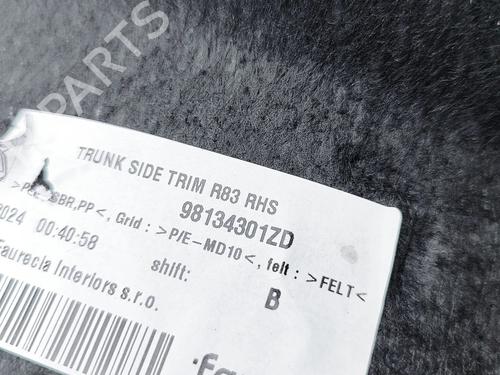 PARTS
TRUNK SIDE TRIM R83 RHS
98134301ZD
SBR,PP<, Grid : >P/E-MD10<, felt : >FELT<
2024 00:40:58
shift:
B
Faurecia Interiors s.r.o.